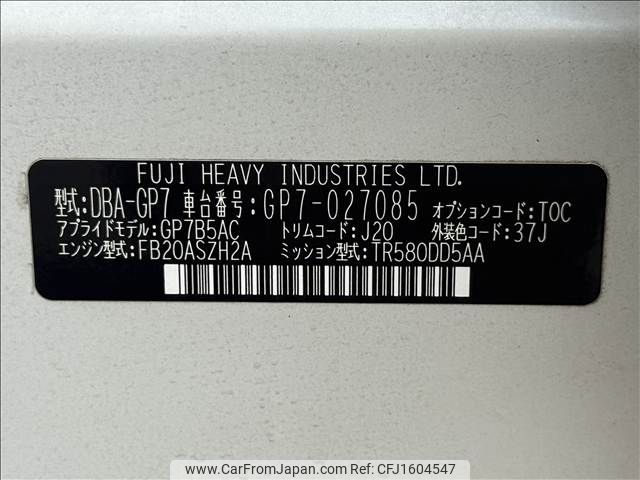 FUJI HEAVY INDUSTRIES LTD.
型式:DBA-GP7 車台番号:GP7-027085 オプションコード:TOC
アプライドモデル:GP7B5AC トリムコード:J20 外装色コード:37J
エンジン型式:FB20ASZH2A ミッション型式:TR580DD5AA
CAR FROM JAPAN
www.CarFromJapan.com - CFJ1604547